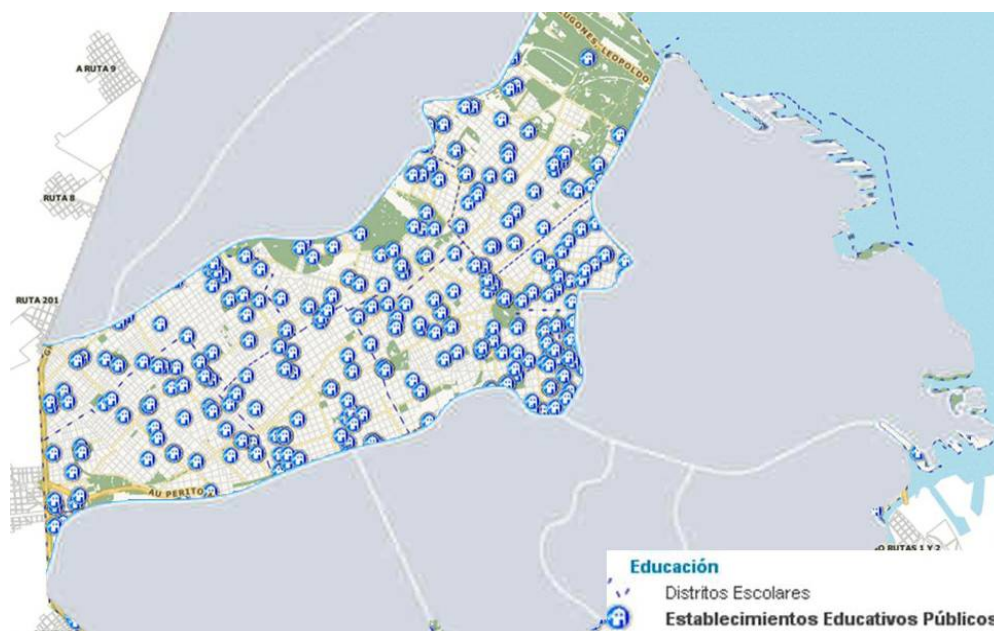 LUGONES, LEOPOLDO
A RUTA 9
RUTA 8
RUTA 201
AU PERITO
O RUTAS 1 Y 2
Educación
Distritos Escolares
Establecimientos Educativos Públicos